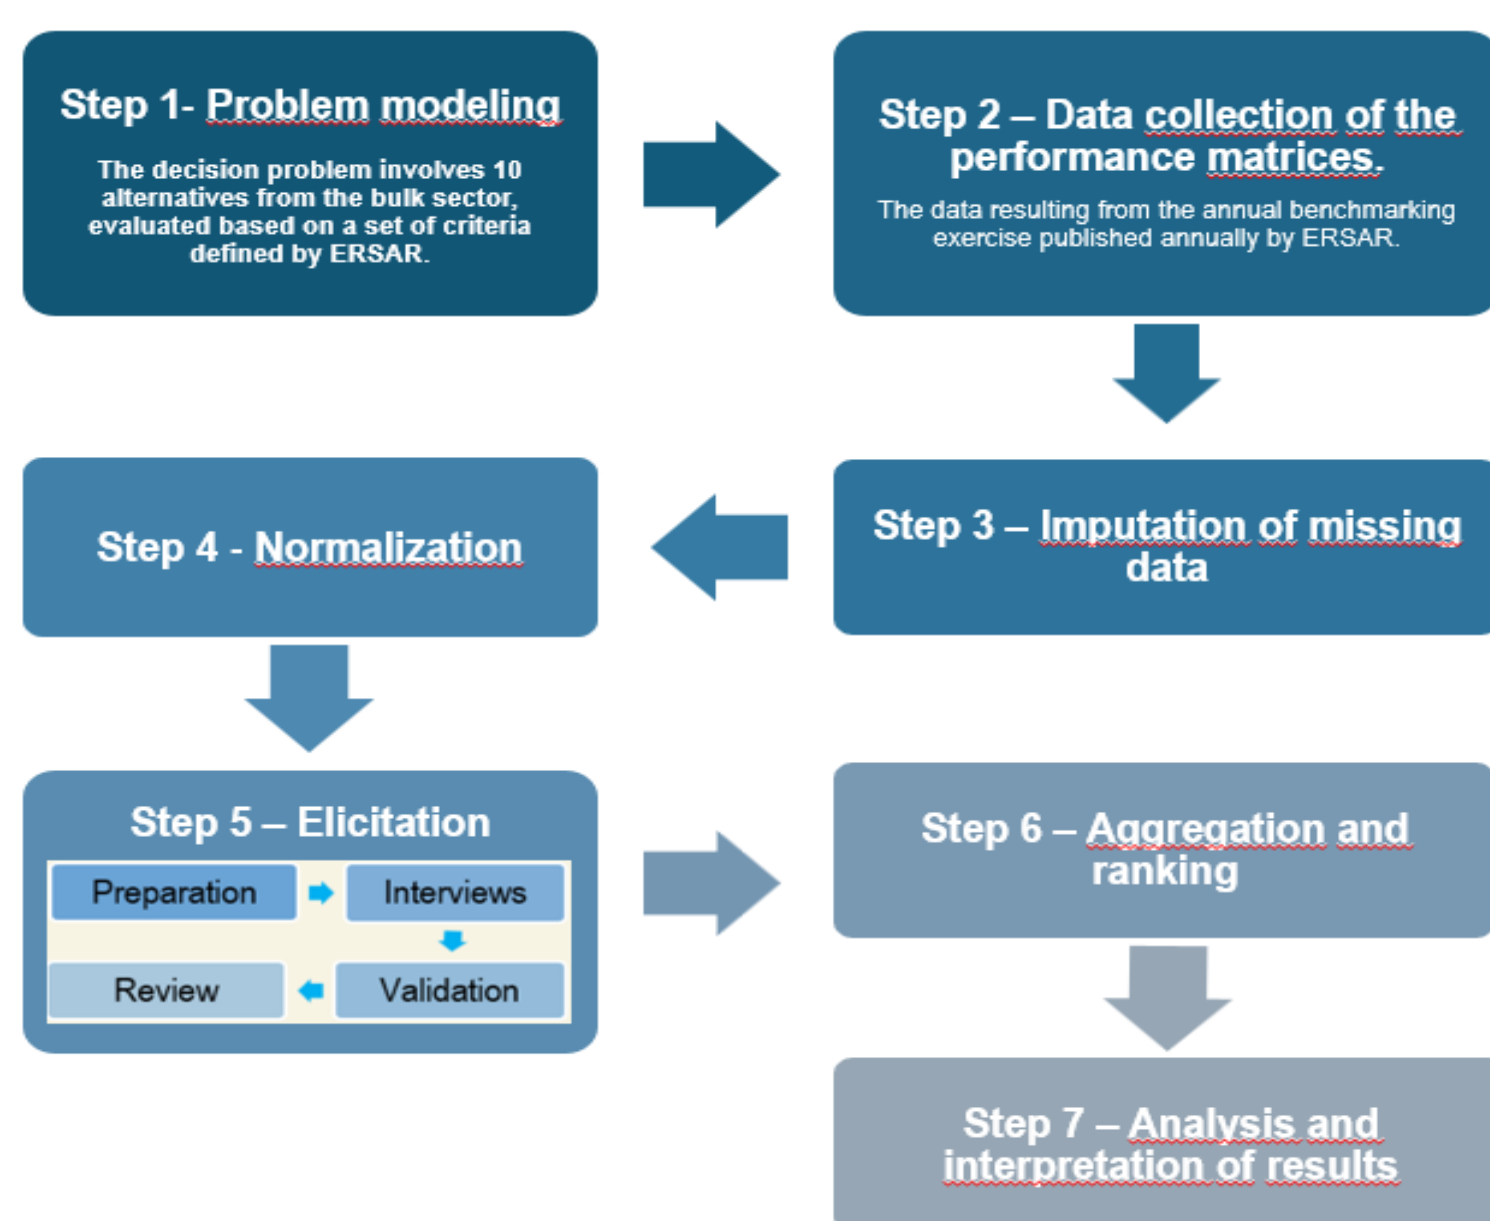 Step 1- Problem modeling
The decision problem involves 10
alternatives from the bulk sector,
evaluated based on a set of criteria
defined by ERSAR.
Step 2 – Data collection of the
performance matrices.
The data resulting from the annual benchmarking
exercise published annually by ERSAR.
Step 3 – Imputation of missing
data
Step 4 - Normalization
Step 5 – Elicitation
Preparation
Interviews
Validation
Review
Step 6 – Aggregation and
ranking
Step 7 – Analysis and
interpretation of results